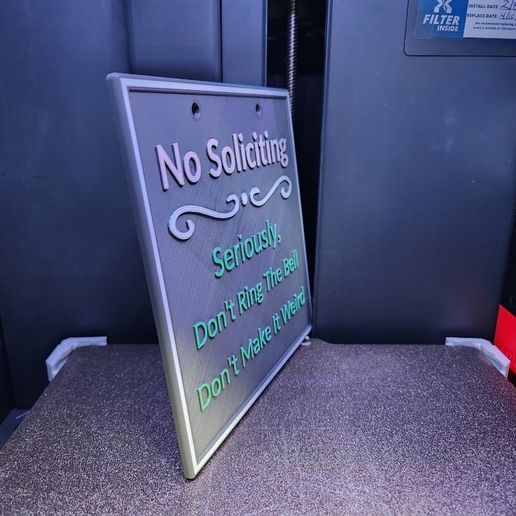 No Soliciting
Seriously,
Don't Ring The Bell
Don't Make it Weird
X
FILTER
INSIDE
INSTALL DATE:
REPLACE DATE: